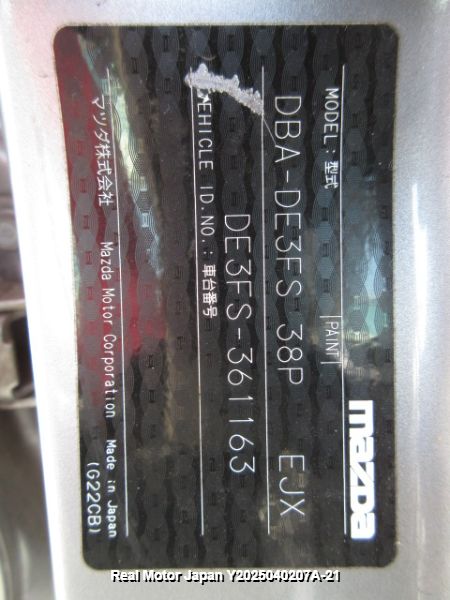 mazda
MODEL:型式 PAINT
DBA-DE3FS 38P EJX
VEHICLE ID.NO.:車台番号
DE3FS-361163
マツダ株式会社 Mazda Motor Corporation Made in Japan
(G22CB)
Real Motor Japan Y2025040207A-21